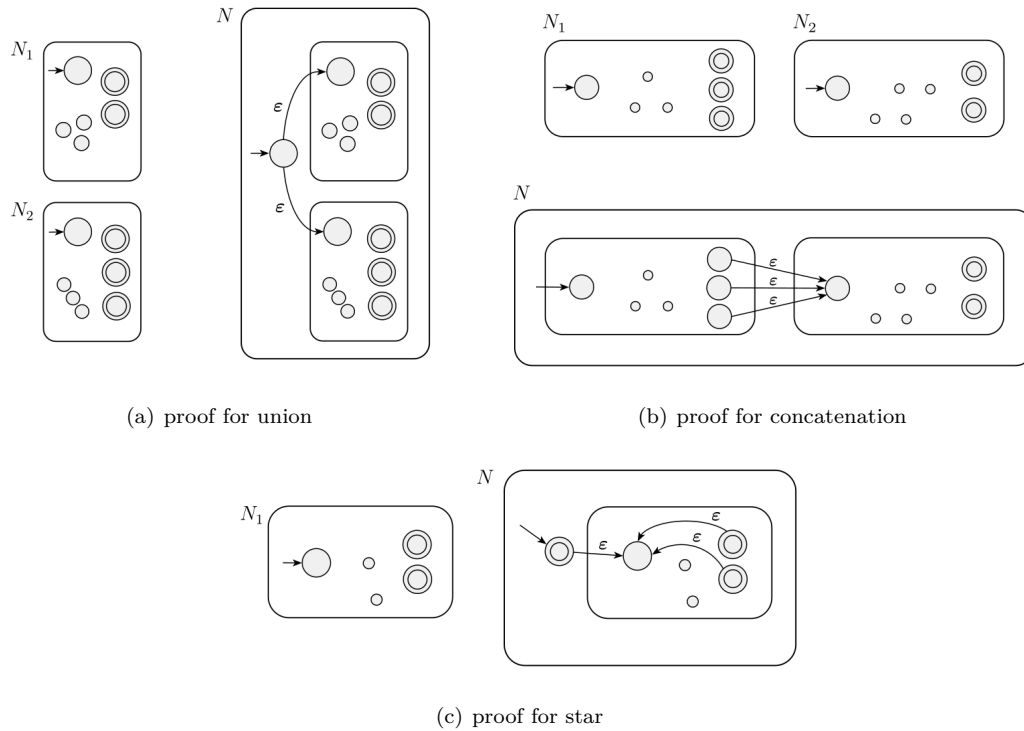 N
N₁
ε
ε
N₂
(a) proof for union
N₁
N₂
N
ε
ε
ε
(b) proof for concatenation
N₁
N
ε
ε
ε
(c) proof for star